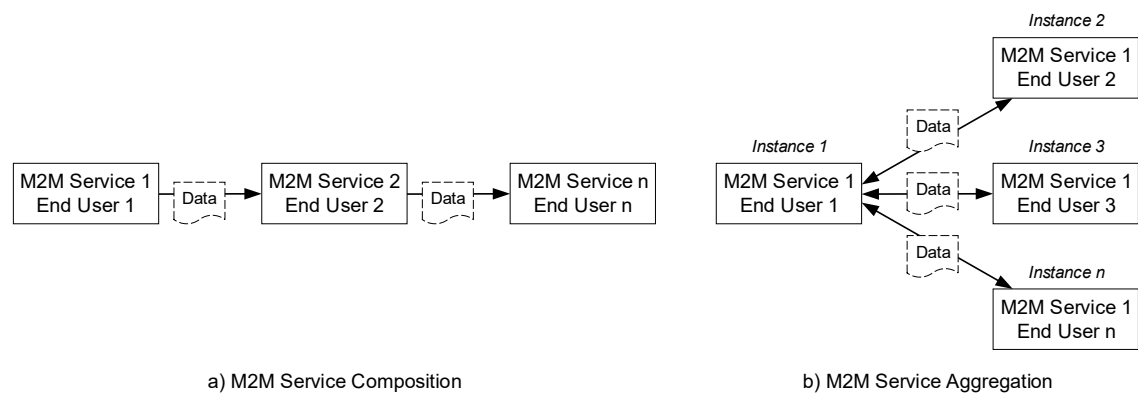 M2M Service 1
End User 1
Data
M2M Service 2
End User 2
Data
M2M Service n
End User n
a) M2M Service Composition
Instance 1
M2M Service 1
End User 1
Data
Instance 2
M2M Service 1
End User 2
Data
Instance 3
M2M Service 1
End User 3
Data
Instance n
M2M Service 1
End User n
b) M2M Service Aggregation